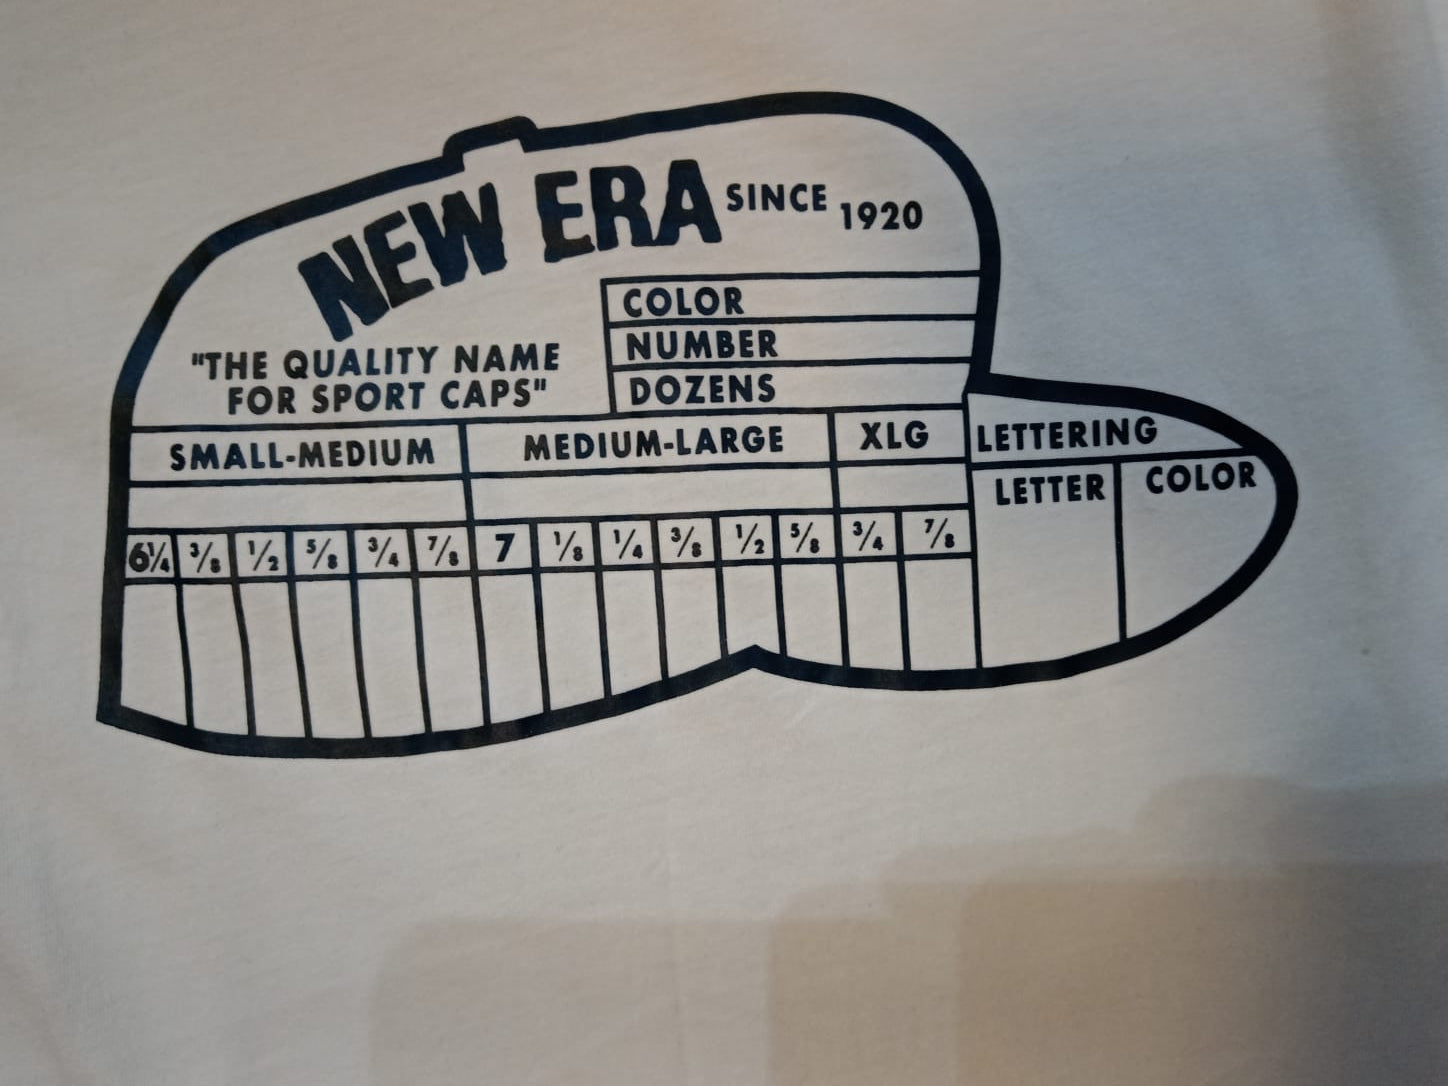 NEW ERA SINCE 1920
"THE QUALITY NAME
FOR SPORT CAPS"
COLOR
NUMBER
DOZENS
SMALL-MEDIUM MEDIUM-LARGE XLG LETTERING
LETTER COLOR
6¼ ⅜ ½ ⅝ ¾ ⅞ 7 ⅛ ¼ ⅜ ½ ⅝ ¾ ⅞